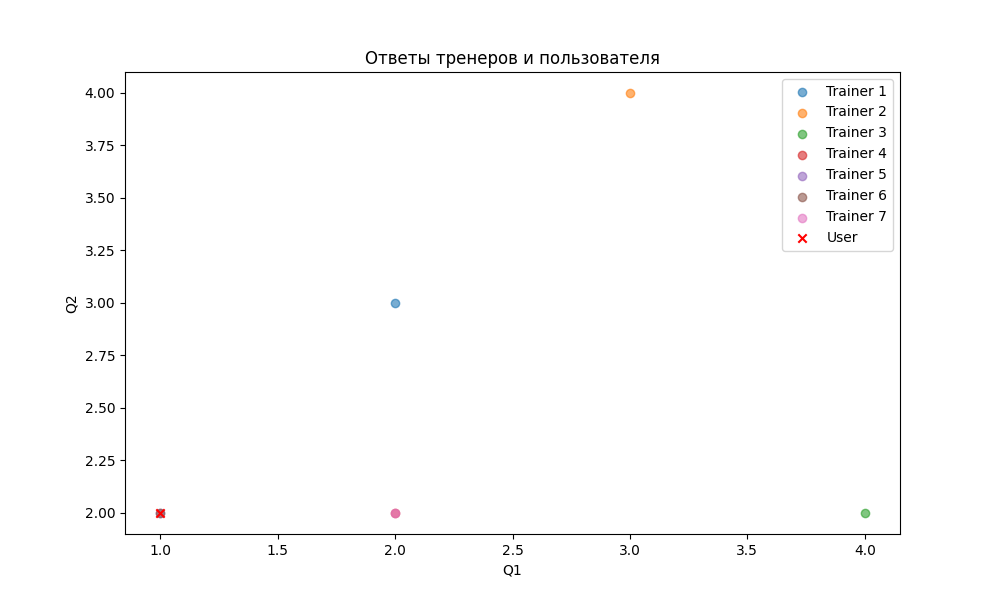 Ответы тренеров и пользователя
4.00
3.75
3.50
3.25
3.00
2.75
2.50
2.25
2.00
Q2
Trainer 1
Trainer 2
Trainer 3
Trainer 4
Trainer 5
Trainer 6
Trainer 7
User
1.0 1.5 2.0 2.5 3.0 3.5 4.0
Q1